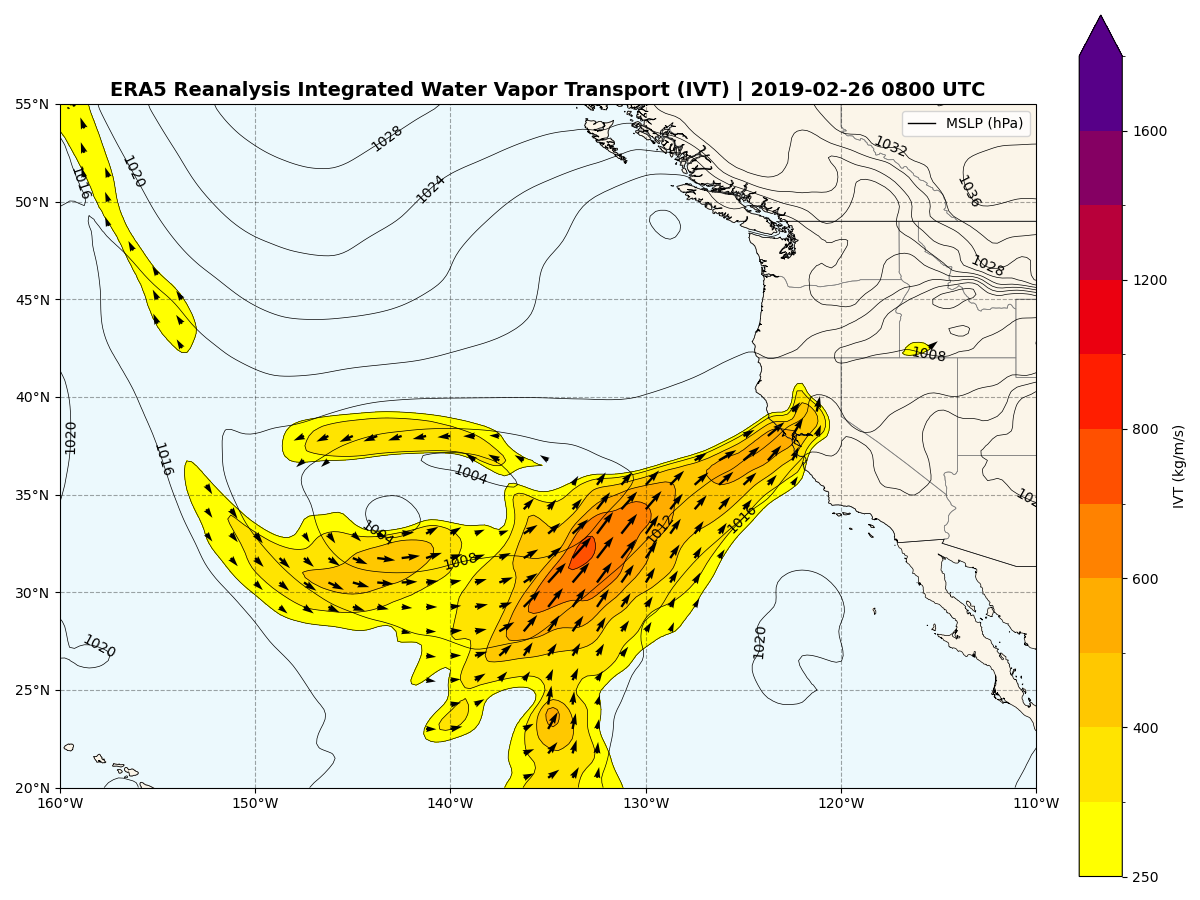 ERA5 Reanalysis Integrated Water Vapor Transport (IVT) | 2019-02-26 0800 UTC
MSLP (hPa)
55°N
50°N
45°N
40°N
35°N
30°N
25°N
20°N
160°W
150°W
140°W
130°W
120°W
110°W
1028
1032
1020
1016
1024
1036
1028
1008
1020
1016
1004
1004
1012
1016
1008
1020
1020
1600
1200
800
600
400
250
IVT (kg/m/s)